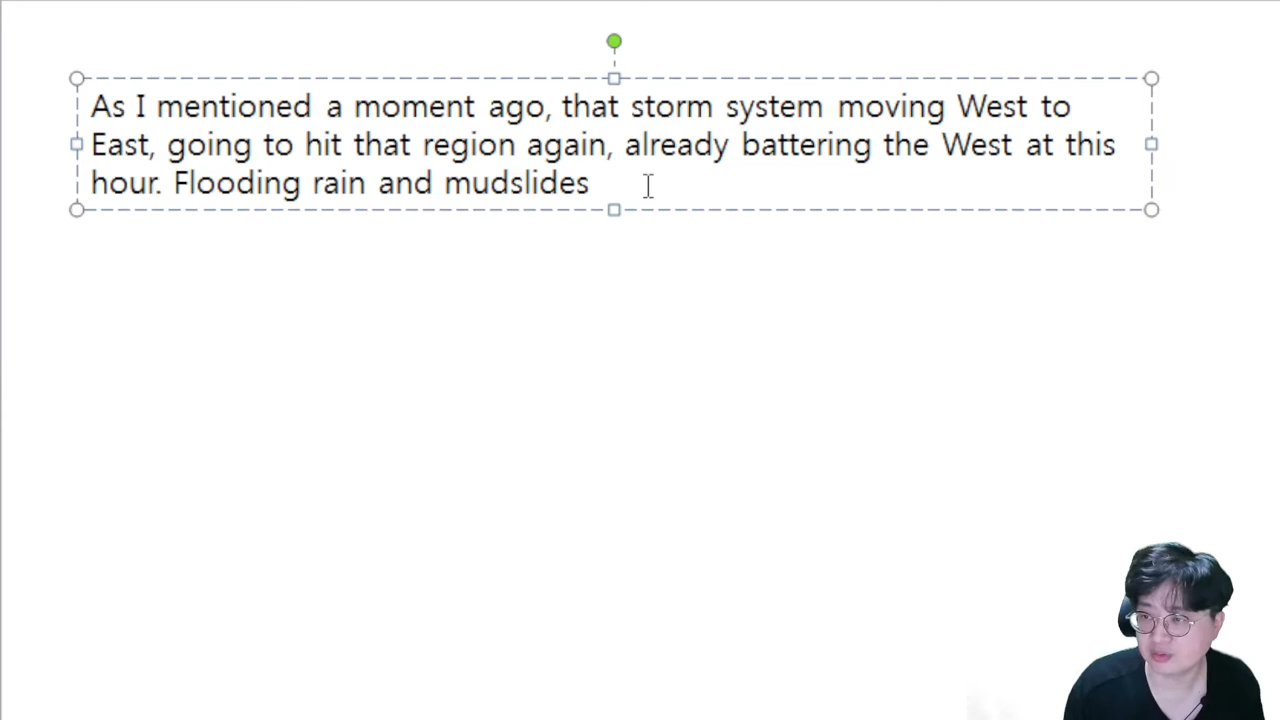 As I mentioned a moment ago, that storm system moving West to
East, going to hit that region again, already battering the West at this
hour. Flooding rain and mudslides